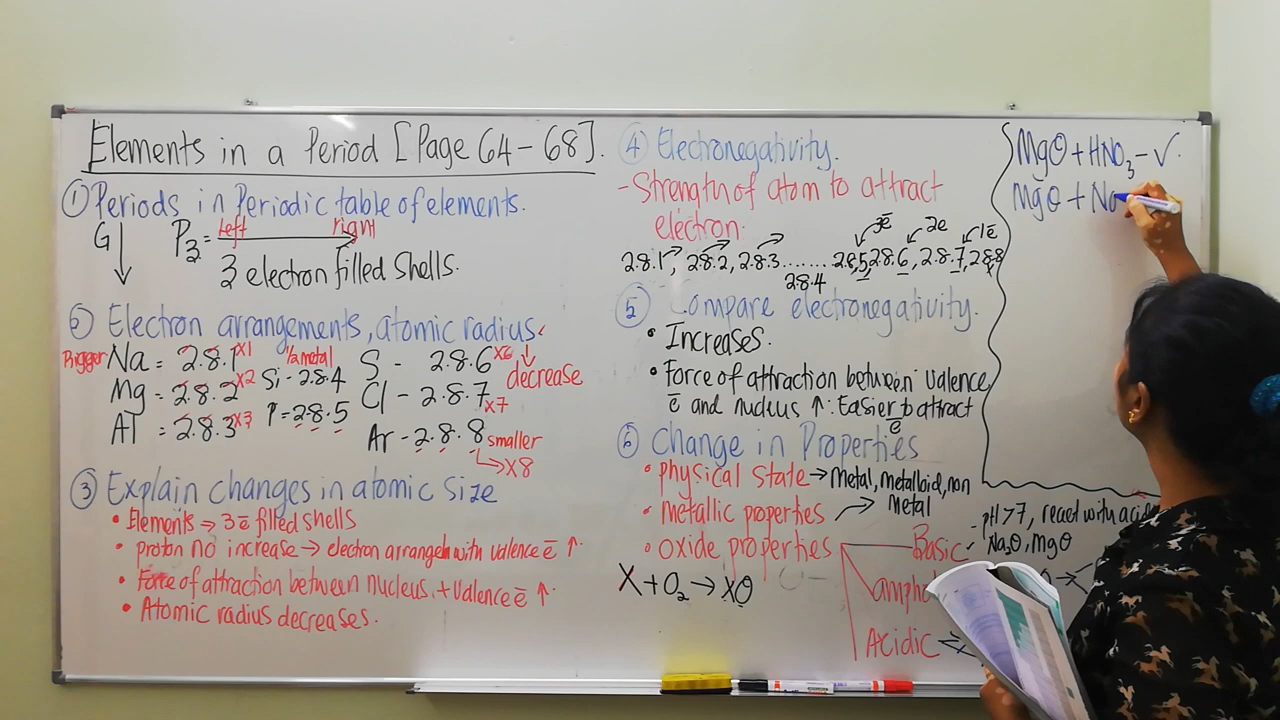 Elements in a Period [Page 64-68].
① Periods in Periodic table of elements.
G↓ P3 = left → right
3 electron filled shells.
② Electron arrangements, atomic radius
↓ decrease
Bigger Na = 2.8.1 x1
Mg = 2.8.2 x2
Al = 2.8.3 x3
½ metal
Si - 2.8.4
P = 2.8.5
S - 2.8.6 x6
Cl - 2.8.7 x7
Ar - 2.8.8 smaller
↳ x8
③ Explain changes in atomic size
• Elements → 3ē filled shells
• proton no increase → electron arrangeh with valence ē ↑.
• Force of attraction between nucleus, + valence ē ↑.
• Atomic radius decreases.
④ Electronegativity.
- Strength of atom to attract
electron.
3ē 2e 1ē
2.8.1, 2.8.2, 2.8.3 ........ 2.8.5, 2.8.6, 2.8.7, 2.8.8
2.8.4
⑤ Compare electronegativity.
• Increases.
• Force of attraction between valence
ē and nucleus ↑ ∴ Easier to attract
ē
⑥ Change in Properties
• physical state → Metal, metalloid, non
metal
• metallic properties
• oxide properties
X + O2 → XO
Basic
- pH >7, react with acid
- Na2O, MgO
Acidic
MgO + HNO3 - ✓.
MgO + Na